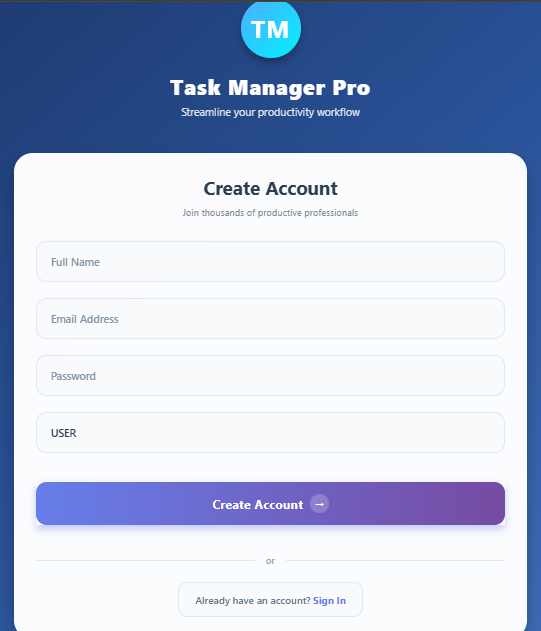 TM
Task Manager Pro
Streamline your productivity workflow
Create Account
Join thousands of productive professionals
Full Name
Email Address
Password
USER
Create Account →
or
Already have an account? Sign In